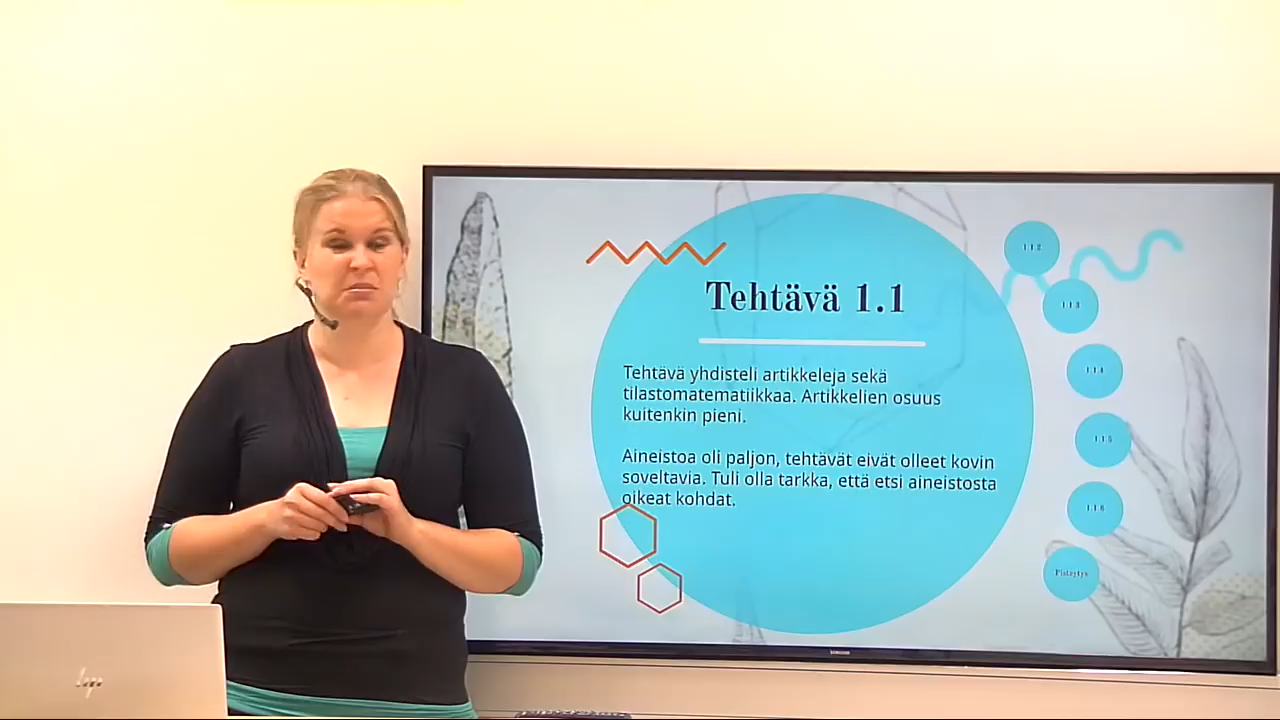 Tehtävä 1.1
Tehtävä yhdisteli artikkeleja sekä
tilastomatematiikkaa. Artikkelien osuus
kuitenkin pieni.
Aineistoa oli paljon, tehtävät eivät olleet kovin
soveltavia. Tuli olla tarkka, että etsi aineistosta
oikeat kohdat.
1.1.2
1.1.3
1.1.4
1.1.5
1.1.6
Pisteytys
hp
SAMSUNG